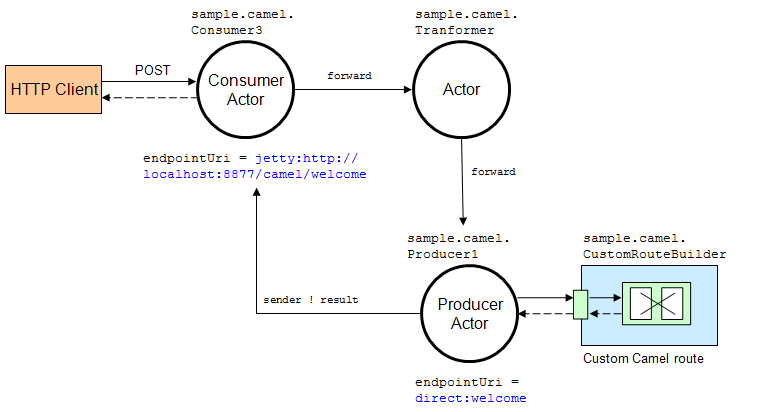 sample.camel.
Consumer3
sample.camel.
Tranformer
HTTP Client
POST
Consumer
Actor
forward
Actor
endpointUri = jetty:http://
localhost:8877/camel/welcome
forward
sample.camel.
Producer1
sample.camel.
CustomRouteBuilder
sender ! result
Producer
Actor
Custom Camel route
endpointUri =
direct:welcome